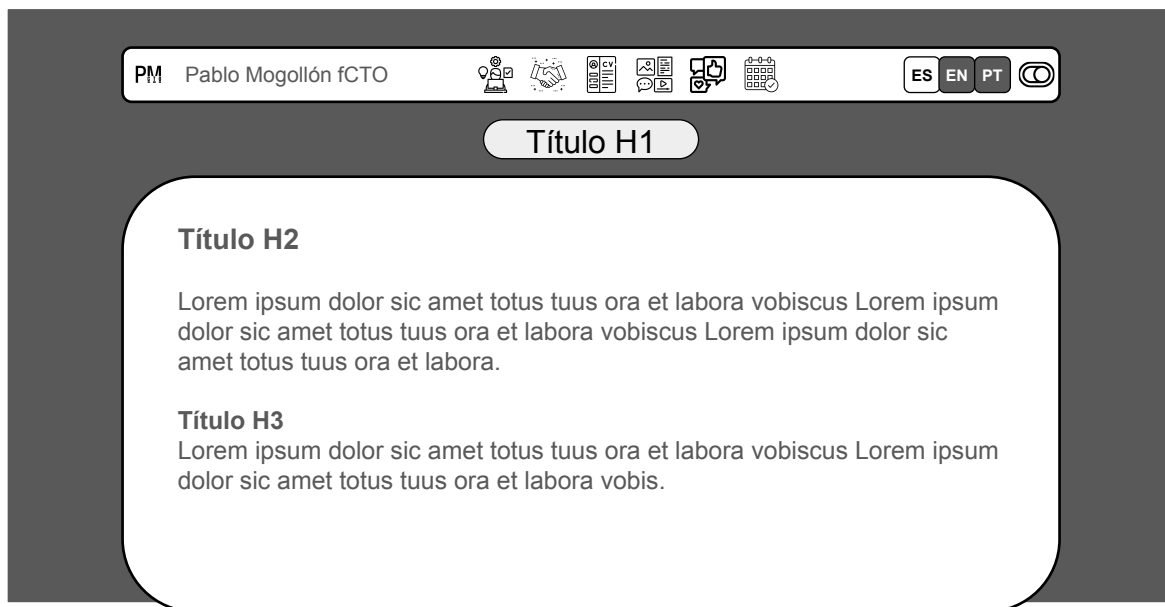 PM Pablo Mogollón fCTO CV ES EN PT
Título H1
Título H2
Lorem ipsum dolor sic amet totus tuus ora et labora vobiscus Lorem ipsum
dolor sic amet totus tuus ora et labora vobiscus Lorem ipsum dolor sic
amet totus tuus ora et labora.
Título H3
Lorem ipsum dolor sic amet totus tuus ora et labora vobiscus Lorem ipsum
dolor sic amet totus tuus ora et labora vobis.